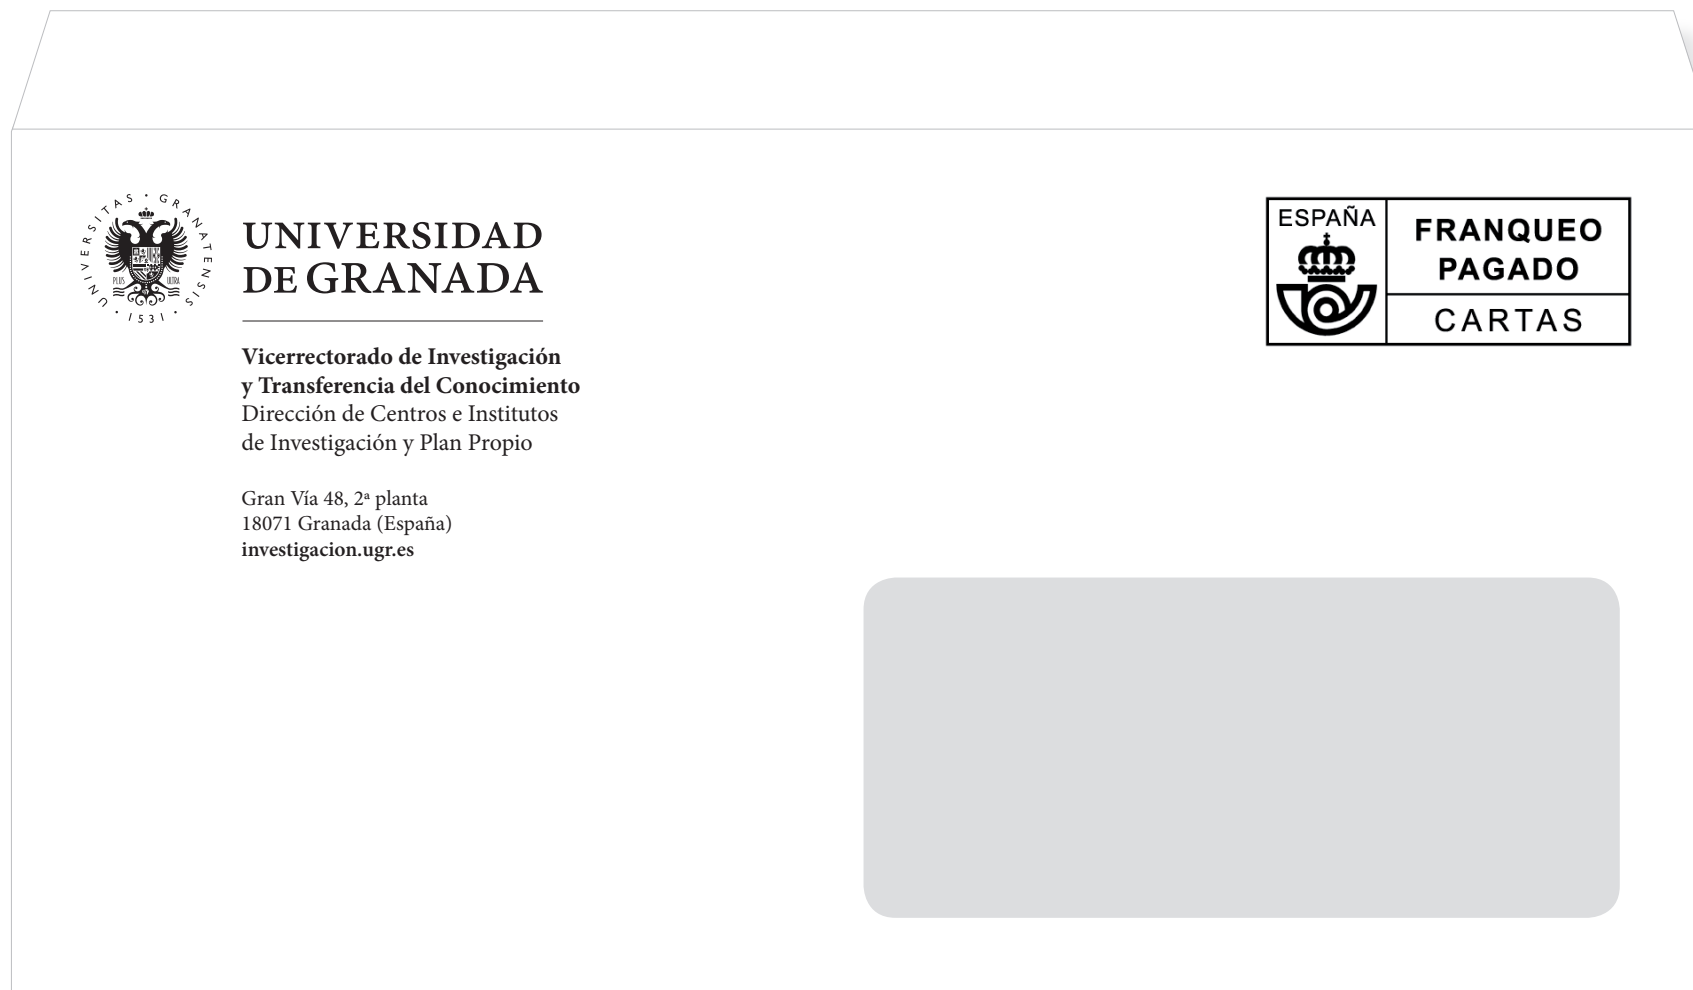 UNIVERSITAS · GRANATENSIS · 1531 ·
PLUS ULTRA
UNIVERSIDAD
DE GRANADA
Vicerrectorado de Investigación
y Transferencia del Conocimiento
Dirección de Centros e Institutos
de Investigación y Plan Propio
Gran Vía 48, 2ª planta
18071 Granada (España)
investigacion.ugr.es
ESPAÑA
FRANQUEO
PAGADO
CARTAS